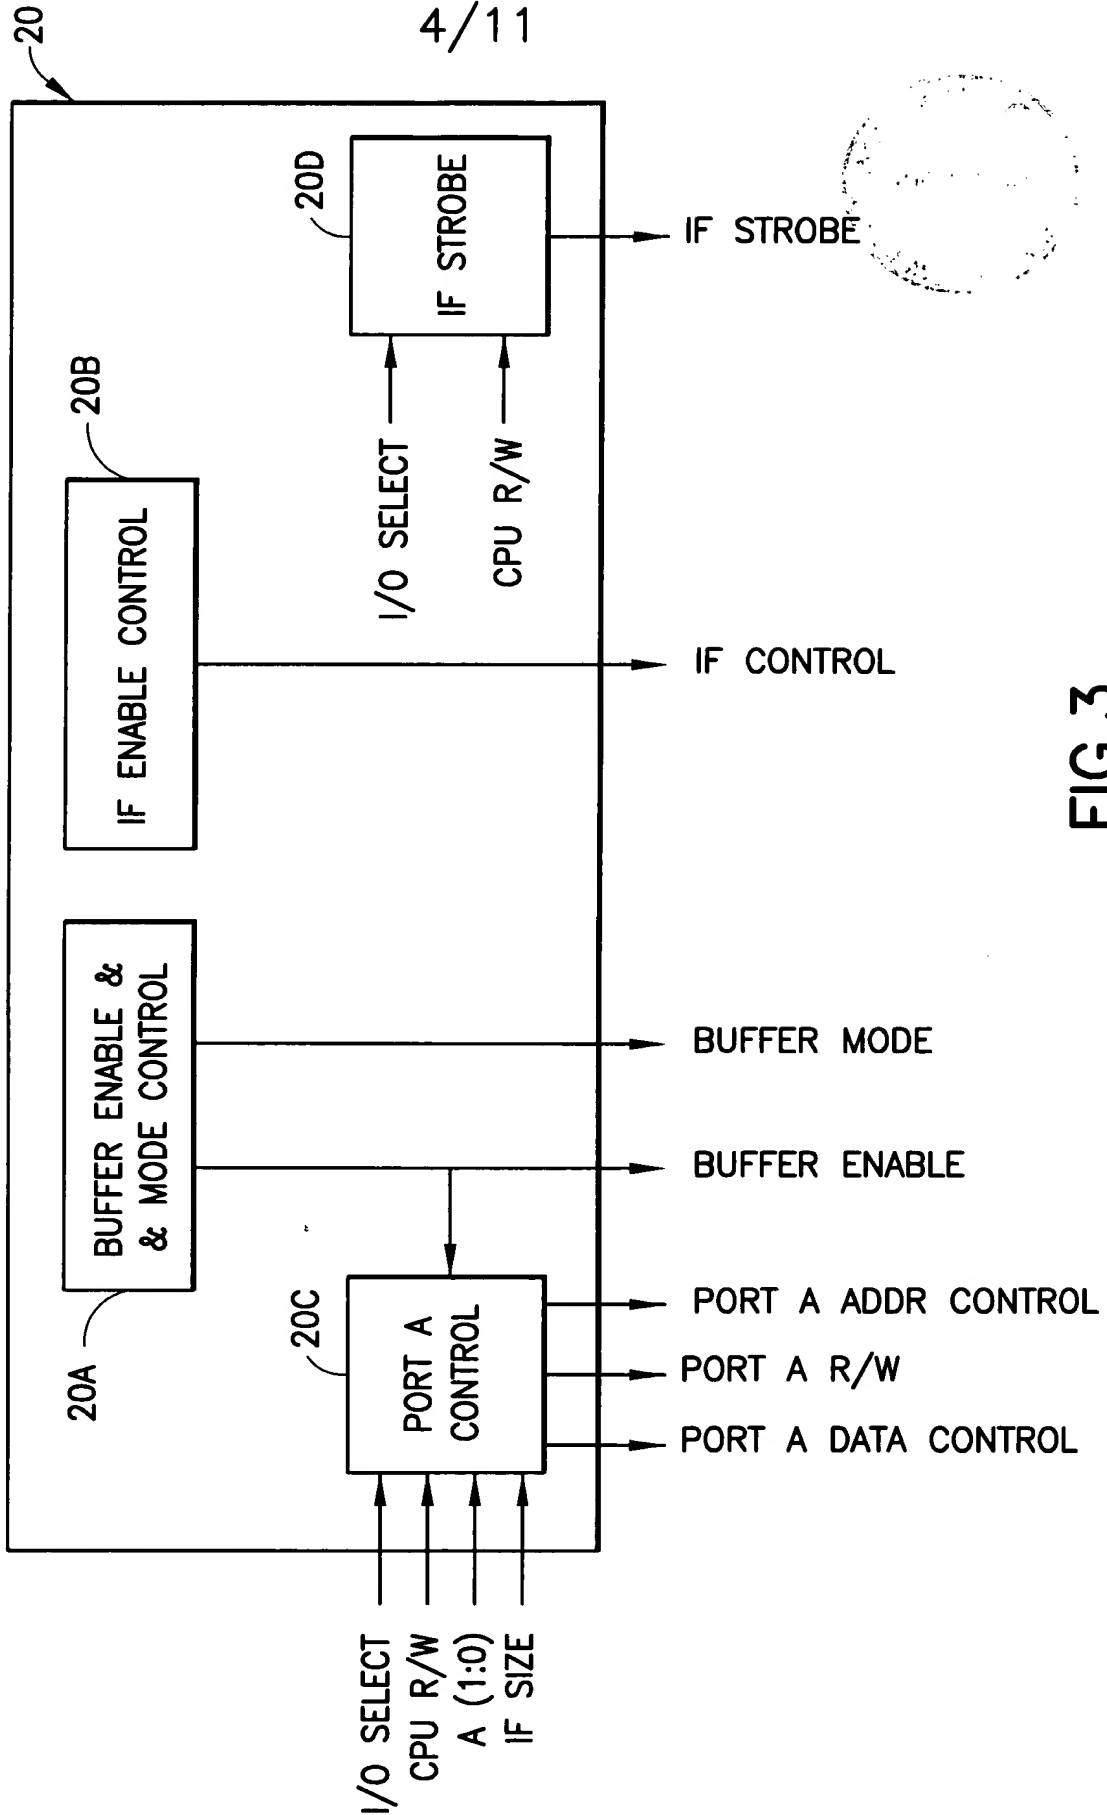 4/11
20
20D
IF STROBE
IF STROBE
I/O SELECT
CPU R/W
20B
IF ENABLE CONTROL
IF CONTROL
BUFFER ENABLE &
& MODE CONTROL
20A
BUFFER MODE
BUFFER ENABLE
20C
PORT A
CONTROL
PORT A ADDR CONTROL
PORT A R/W
PORT A DATA CONTROL
I/O SELECT
CPU R/W
A (1:0)
IF SIZE
FIG.3